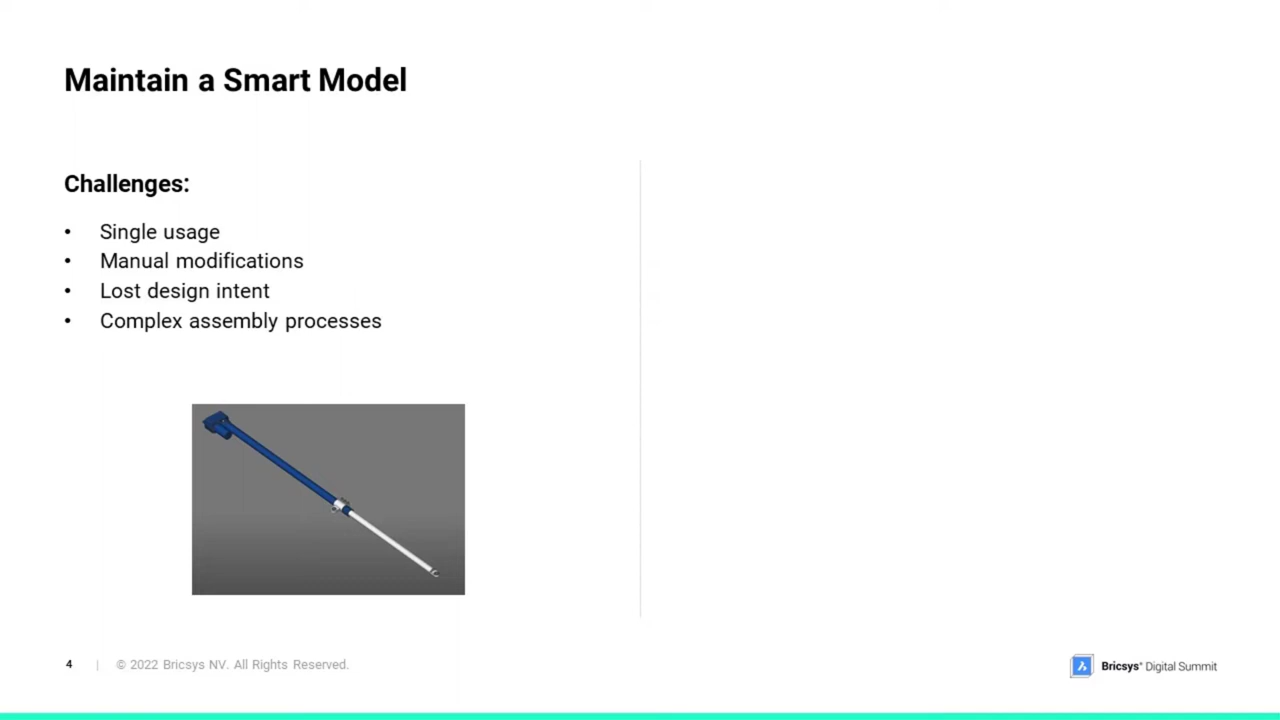 Maintain a Smart Model
Challenges:
• Single usage
• Manual modifications
• Lost design intent
• Complex assembly processes
4 | © 2022 Bricsys NV. All Rights Reserved.
Bricsys® Digital Summit